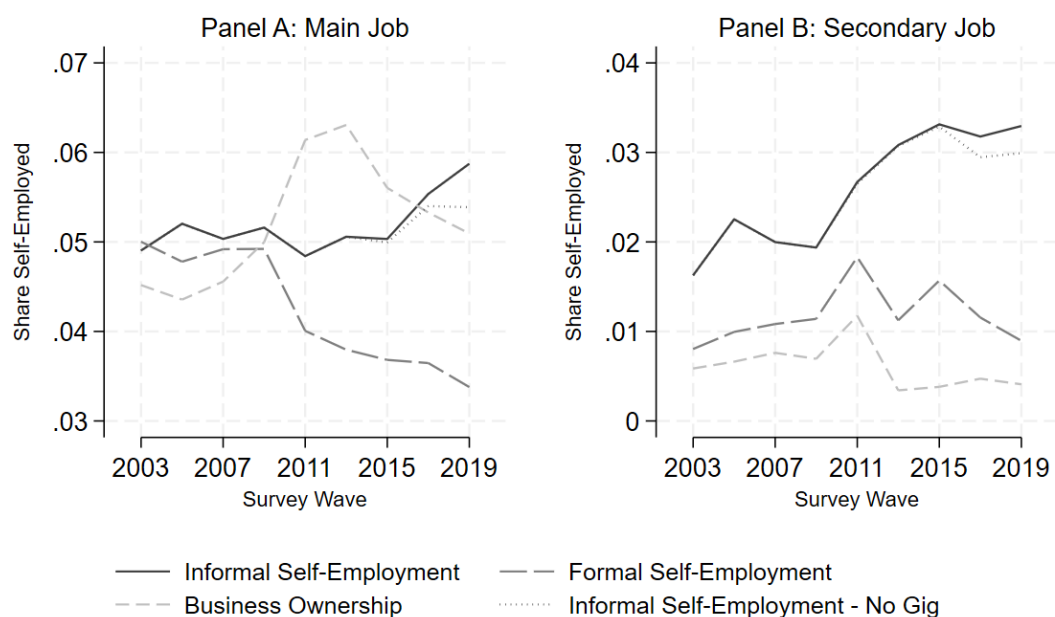 Panel A: Main Job
Share Self-Employed
.07
.06
.05
.04
.03
2003 2007 2011 2015 2019
Survey Wave
Panel B: Secondary Job
Share Self-Employed
.04
.03
.02
.01
0
2003 2007 2011 2015 2019
Survey Wave
Informal Self-Employment
Formal Self-Employment
Business Ownership
Informal Self-Employment - No Gig